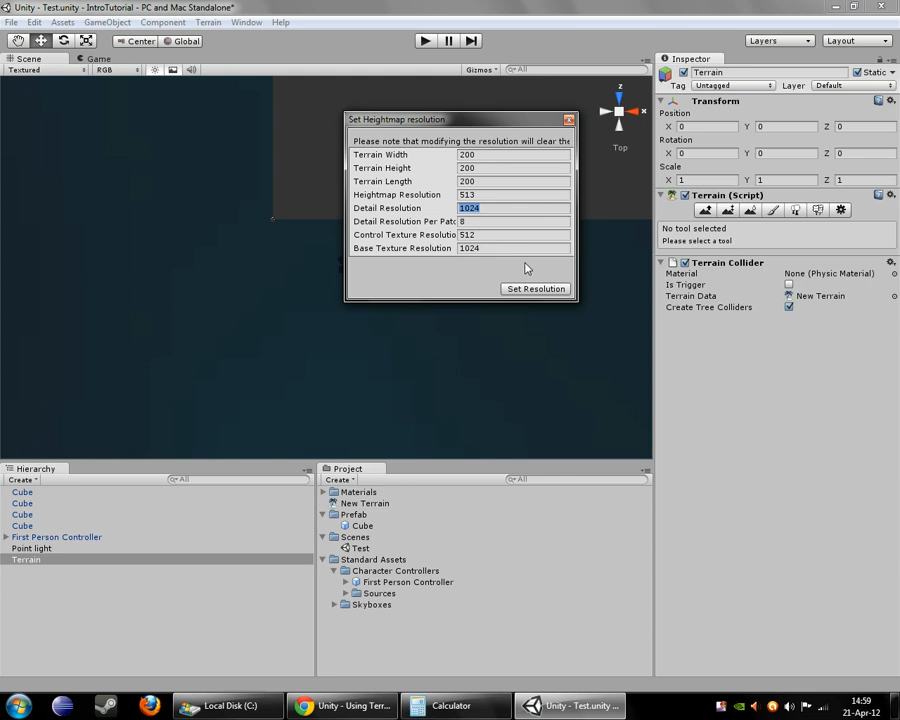 Unity - Test.unity - IntroTutorial - PC and Mac Standalone*
File Edit Assets GameObject Component Terrain Window Help
Center Global Layers Layout
Scene Game
Textured RGB Gizmos All
Inspector
Terrain Static
Tag Untagged Layer Default
Transform
Position
X 0 Y 0 Z 0
Rotation
X 0 Y 0 Z 0
Scale
X 1 Y 1 Z 1
Terrain (Script)
No tool selected
Please select a tool
Terrain Collider
Material None (Physic Material)
Is Trigger
Terrain Data New Terrain
Create Tree Colliders
z
x
Top
Set Heightmap resolution
Please note that modifying the resolution will clear the
Terrain Width 200
Terrain Height 200
Terrain Length 200
Heightmap Resolution 513
Detail Resolution 1024
Detail Resolution Per Patc 8
Control Texture Resolutio 512
Base Texture Resolution 1024
Set Resolution
Hierarchy
Create All
Cube
Cube
Cube
Cube
First Person Controller
Point light
Terrain
Project
Create All
Materials
New Terrain
Prefab
Cube
Scenes
Test
Standard Assets
Character Controllers
First Person Controller
Sources
Skyboxes
Local Disk (C:)
Unity - Using Terr...
Calculator
Unity - Test.unity ...
14:59
21-Apr-12